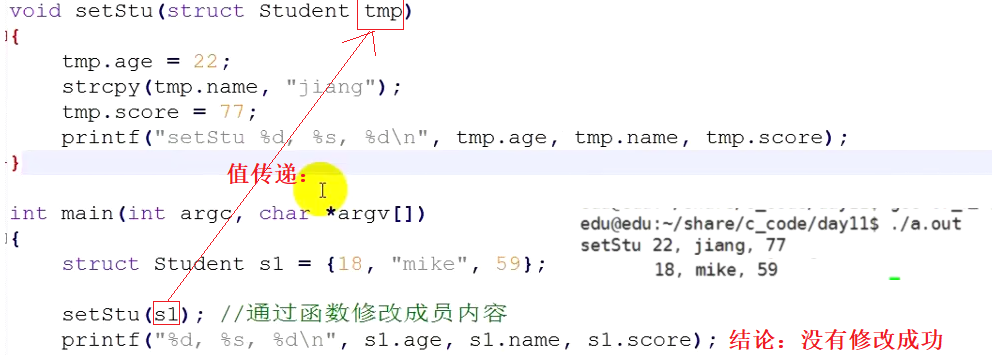 void setStu(struct Student tmp)
{
tmp.age = 22;
strcpy(tmp.name, "jiang");
tmp.score = 77;
printf("setStu %d, %s, %d\n", tmp.age, tmp.name, tmp.score);
}
值传递：
int main(int argc, char *argv[])
{
struct Student s1 = {18, "mike", 59};
setStu(s1); //通过函数修改成员内容
printf("%d, %s, %d\n", s1.age, s1.name, s1.score); 结论：没有修改成功
edu@edu:~/share/c_code/day11$ ./a.out
setStu 22, jiang, 77
18, mike, 59